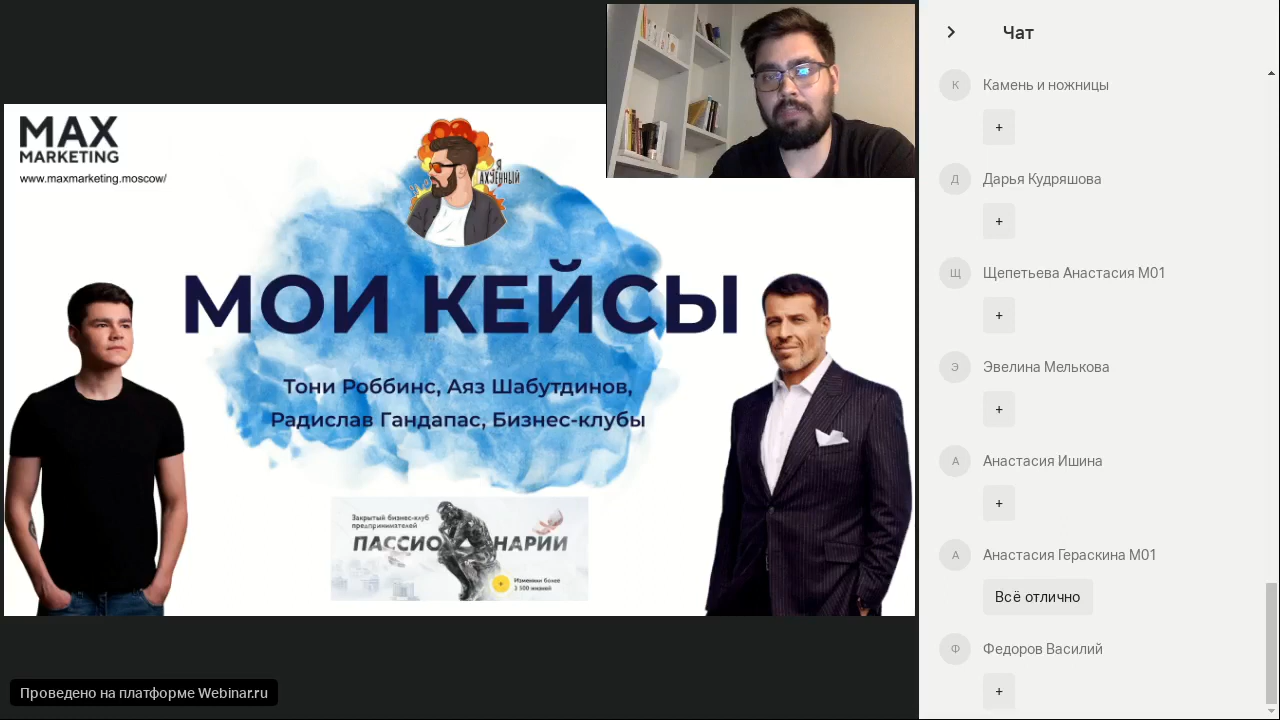 MAX
MARKETING
www.maxmarketing.moscow/
Я
АХУЕННЫЙ
МОИ КЕЙСЫ
Тони Роббинс, Аяз Шабутдинов,
Радислав Гандапас, Бизнес-клубы
Закрытый бизнес-клуб
предпринимателей
ПАССИО НАРИИ
Изменили более
3 500 жизней
Проведено на платформе Webinar.ru
Чат
К Камень и ножницы
+
Д Дарья Кудряшова
+
Щ Щепетьева Анастасия М01
+
Э Эвелина Мелькова
+
А Анастасия Ишина
+
А Анастасия Гераскина М01
Всё отлично
Ф Федоров Василий
+